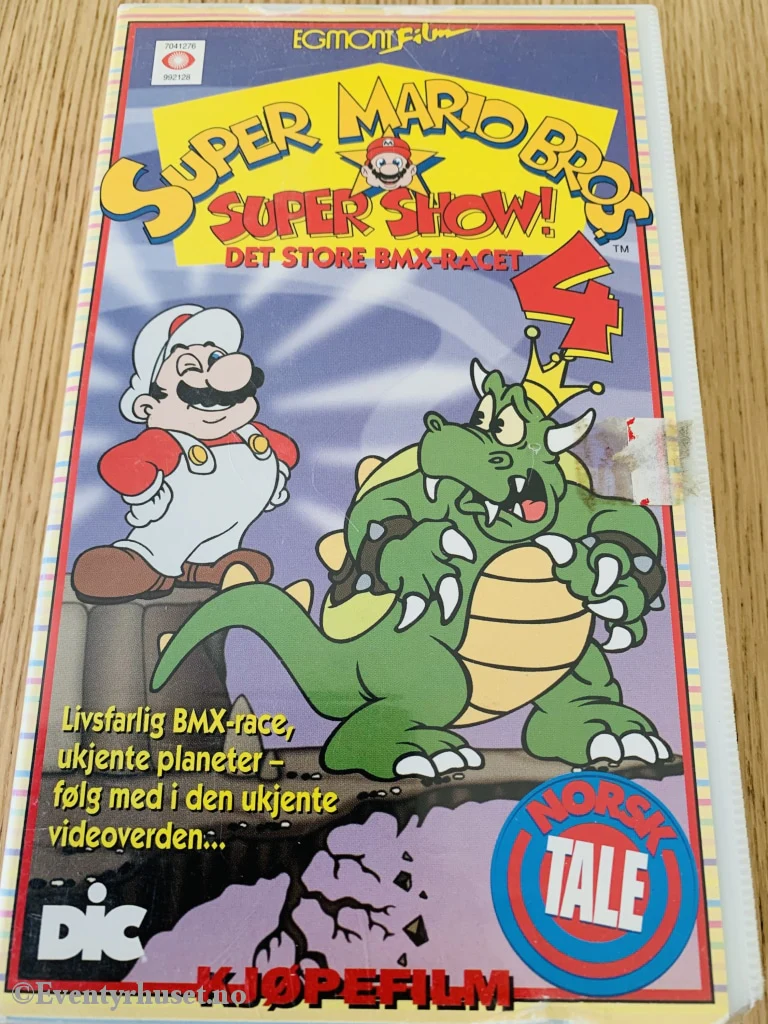 EGMONT Film
7041276
992128
SUPER MARIO BROS.
TM
M
SUPER SHOW!
DET STORE BMX-RACET
4
Livsfarlig BMX-race,
ukjente planeter –
følg med i den ukjente
videoverden...
NORSK
TALE
DIC
KJØPEFILM
©Eventyrhuset.no